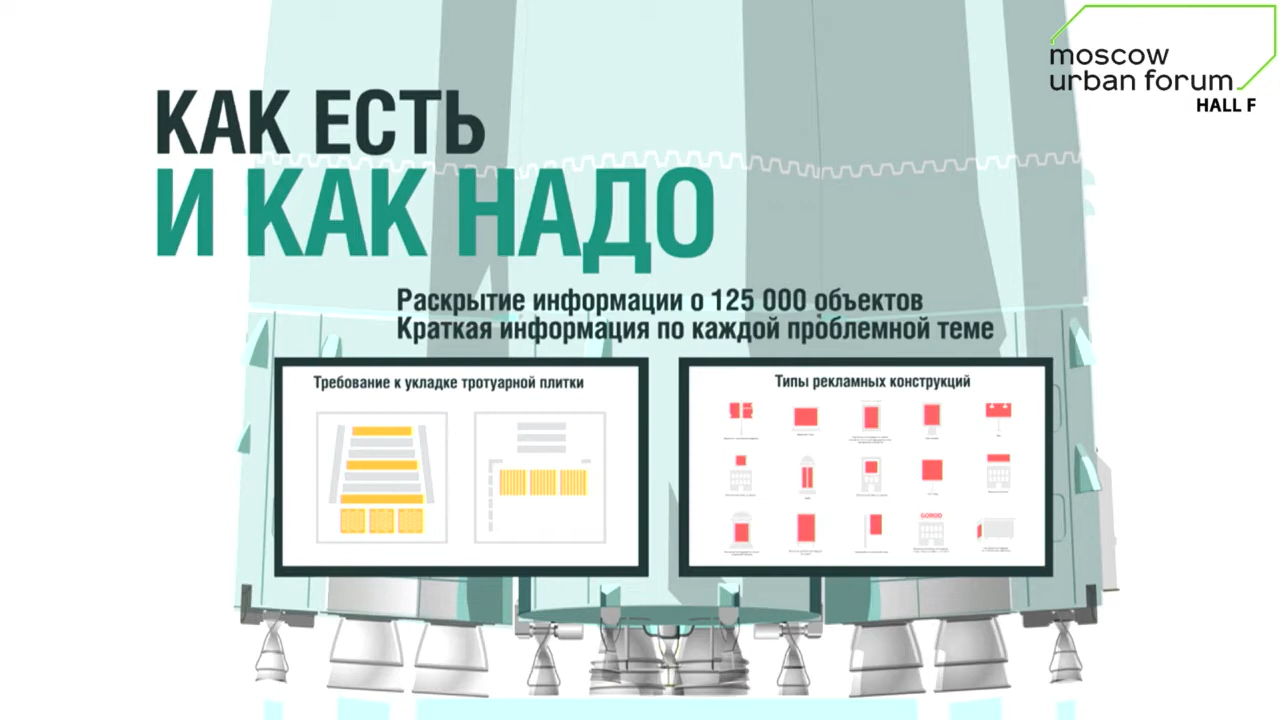 moscow
urban forum
HALL F
КАК ЕСТЬ
И КАК НАДО
Раскрытие информации о 125 000 объектов
Краткая информация по каждой проблемной теме
Требование к укладке тротуарной плитки
Типы рекламных конструкций
GOROD